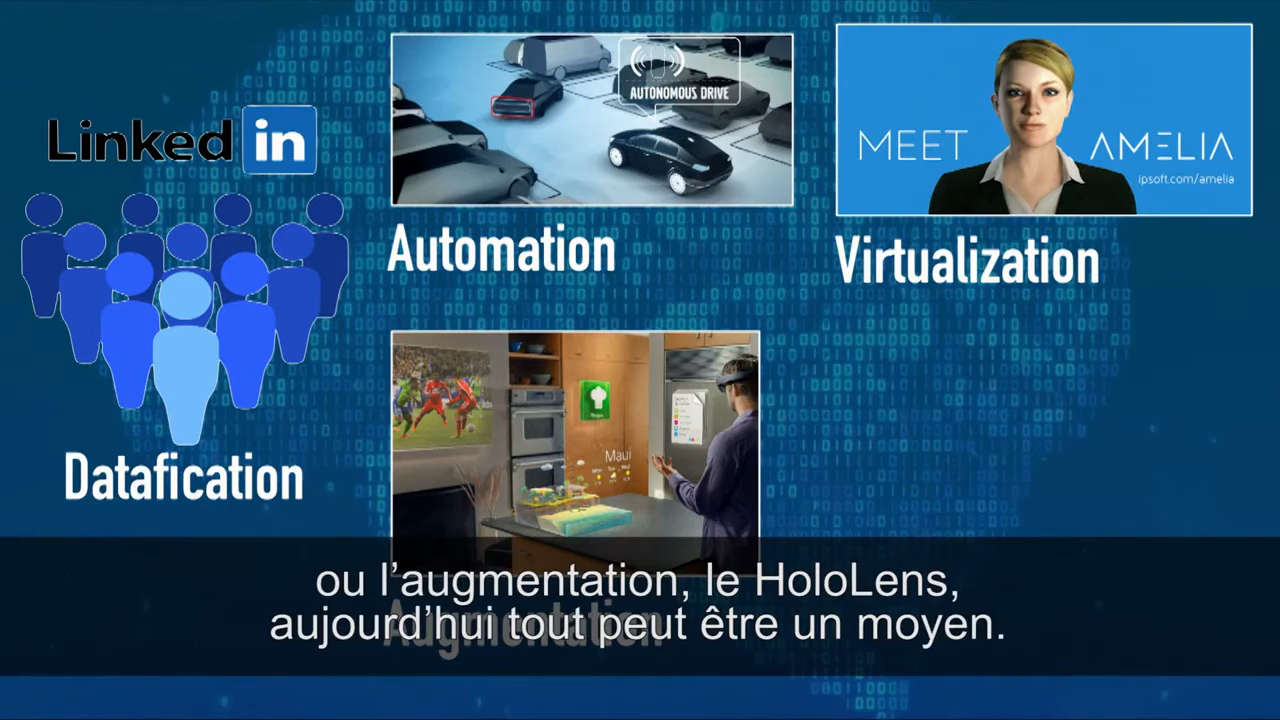 Linked in
Datafication
AUTONOMOUS DRIVE
Automation
MEET AMELIA
ipsoft.com/amelia
Virtualization
Maui
Augmentation
ou l’augmentation, le HoloLens,
aujourd’hui tout peut être un moyen.